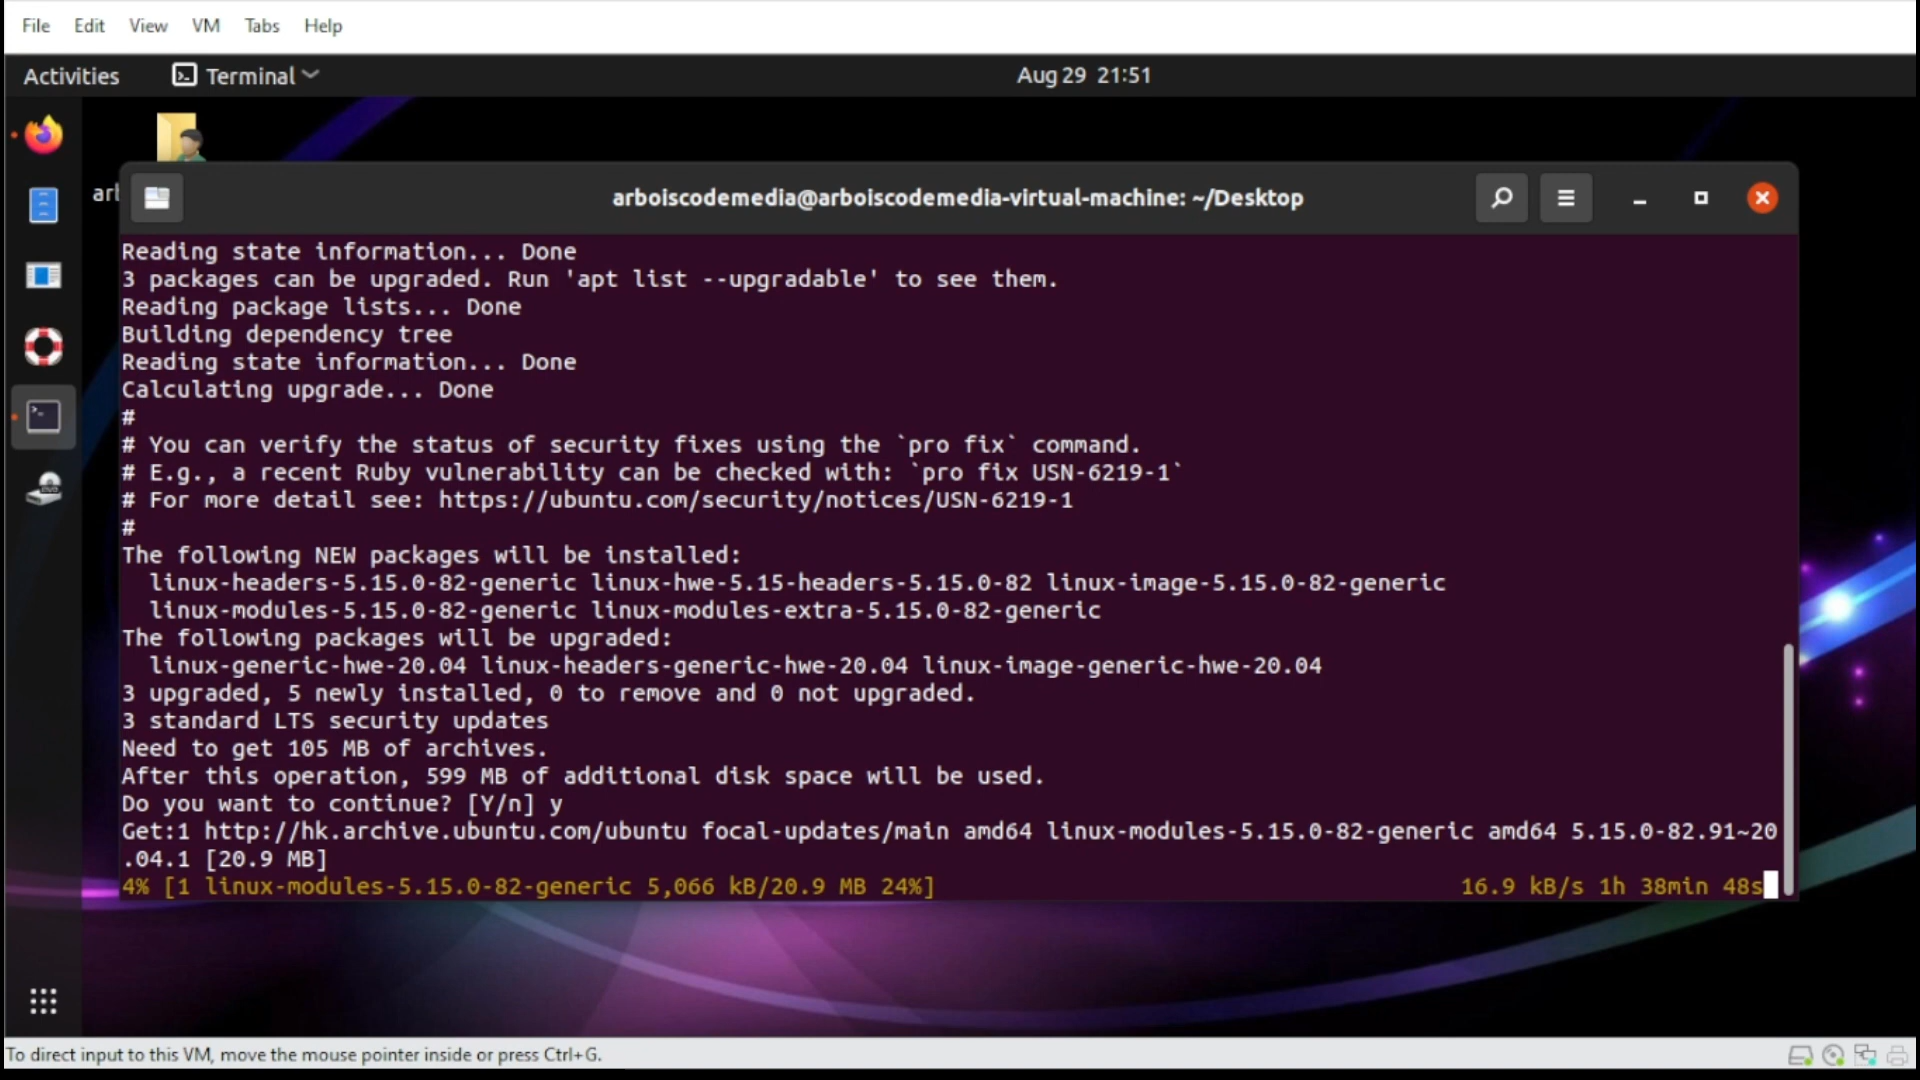 File Edit View VM Tabs Help
Activities Terminal Aug 29 21:51
arboiscodemedia@arboiscodemedia-virtual-machine: ~/Desktop
Reading state information... Done
3 packages can be upgraded. Run 'apt list --upgradable' to see them.
Reading package lists... Done
Building dependency tree
Reading state information... Done
Calculating upgrade... Done
#
# You can verify the status of security fixes using the `pro fix` command.
# E.g., a recent Ruby vulnerability can be checked with: `pro fix USN-6219-1`
# For more detail see: https://ubuntu.com/security/notices/USN-6219-1
#
The following NEW packages will be installed:
linux-headers-5.15.0-82-generic linux-hwe-5.15-headers-5.15.0-82 linux-image-5.15.0-82-generic
linux-modules-5.15.0-82-generic linux-modules-extra-5.15.0-82-generic
The following packages will be upgraded:
linux-generic-hwe-20.04 linux-headers-generic-hwe-20.04 linux-image-generic-hwe-20.04
3 upgraded, 5 newly installed, 0 to remove and 0 not upgraded.
3 standard LTS security updates
Need to get 105 MB of archives.
After this operation, 599 MB of additional disk space will be used.
Do you want to continue? [Y/n] y
Get:1 http://hk.archive.ubuntu.com/ubuntu focal-updates/main amd64 linux-modules-5.15.0-82-generic amd64 5.15.0-82.91~20
.04.1 [20.9 MB]
4% [1 linux-modules-5.15.0-82-generic 5,066 kB/20.9 MB 24%] 16.9 kB/s 1h 38min 48s
To direct input to this VM, move the mouse pointer inside or press Ctrl+G.